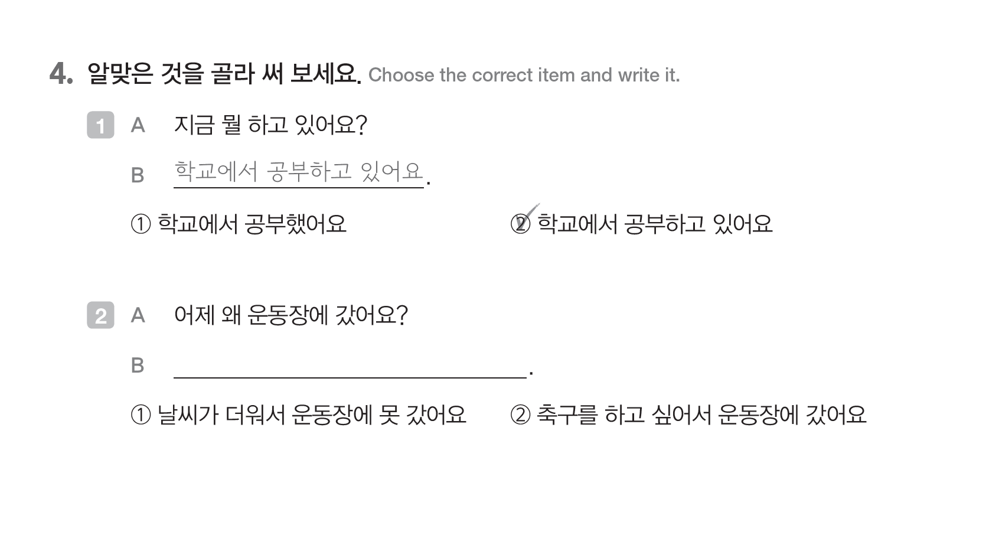 4. 알맞은 것을 골라 써 보세요. Choose the correct item and write it.
1 A 지금 뭘 하고 있어요?
B 학교에서 공부하고 있어요.
① 학교에서 공부했어요 ② 학교에서 공부하고 있어요
2 A 어제 왜 운동장에 갔어요?
B .
① 날씨가 더워서 운동장에 못 갔어요 ② 축구를 하고 싶어서 운동장에 갔어요